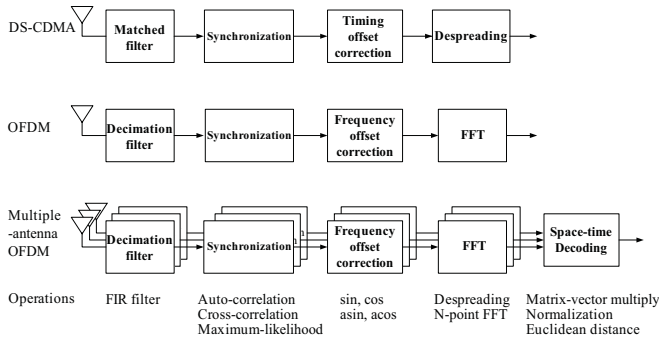 DS-CDMA
Matched
filter
Synchronization
Timing
offset
correction
Despreading
OFDM
Decimation
filter
Synchronization
Frequency
offset
correction
FFT
Multiple
-antenna
OFDM
Decimation
filter
Synchronization
Frequency
offset
correction
FFT
Space-time
Decoding
Operations
FIR filter
Auto-correlation
Cross-correlation
Maximum-likelihood
sin, cos
asin, acos
Despreading
N-point FFT
Matrix-vector multiply
Normalization
Euclidean distance